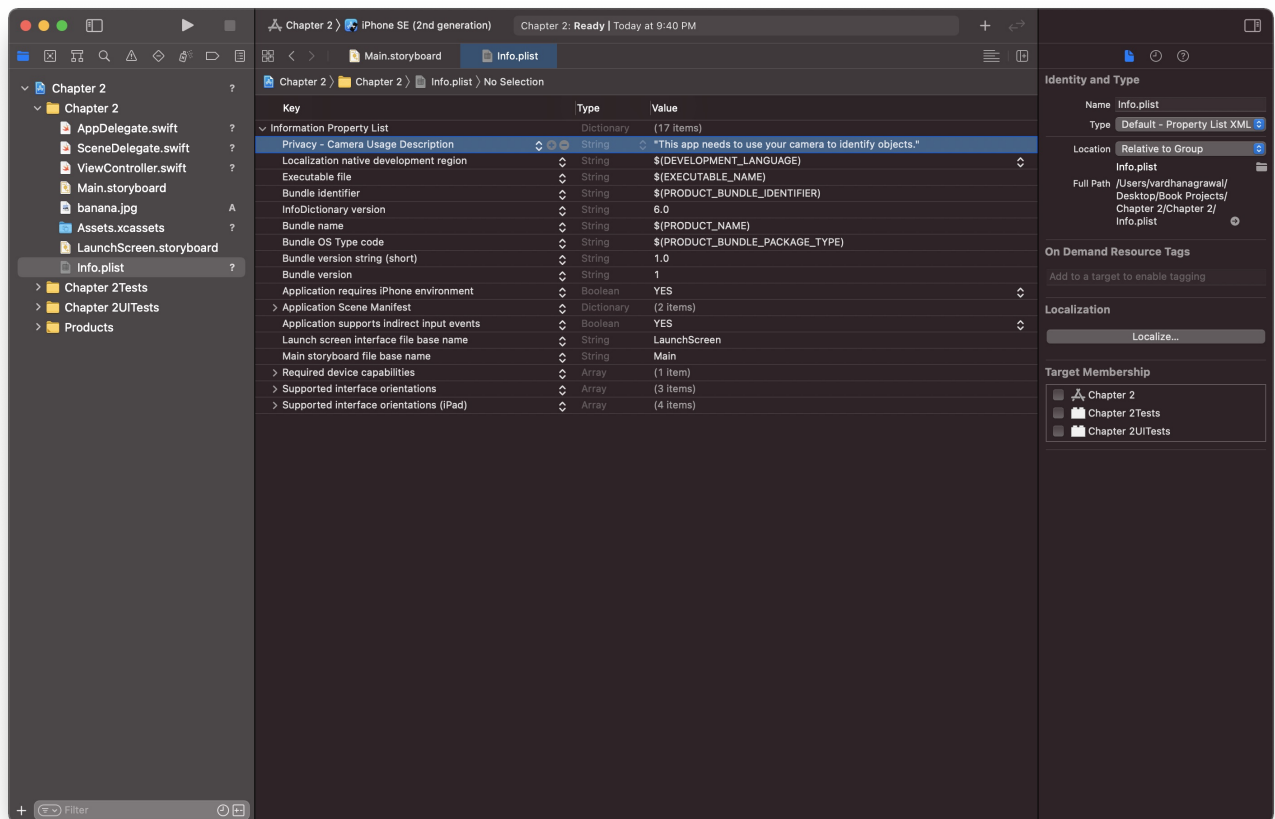 Chapter 2 〉 iPhone SE (2nd generation)
Chapter 2: Ready | Today at 9:40 PM
Main.storyboard
Info.plist
Chapter 2 〉 Chapter 2 〉 Info.plist 〉 No Selection
Chapter 2 ?
Chapter 2
AppDelegate.swift ?
SceneDelegate.swift ?
ViewController.swift ?
Main.storyboard
banana.jpg A
Assets.xcassets ?
LaunchScreen.storyboard
Info.plist ?
Chapter 2Tests
Chapter 2UITests
Products
Filter
Key Type Value
Information Property List Dictionary (17 items)
Privacy - Camera Usage Description String "This app needs to use your camera to identify objects."
Localization native development region String $(DEVELOPMENT_LANGUAGE)
Executable file String $(EXECUTABLE_NAME)
Bundle identifier String $(PRODUCT_BUNDLE_IDENTIFIER)
InfoDictionary version String 6.0
Bundle name String $(PRODUCT_NAME)
Bundle OS Type code String $(PRODUCT_BUNDLE_PACKAGE_TYPE)
Bundle version string (short) String 1.0
Bundle version String 1
Application requires iPhone environment Boolean YES
Application Scene Manifest Dictionary (2 items)
Application supports indirect input events Boolean YES
Launch screen interface file base name String LaunchScreen
Main storyboard file base name String Main
Required device capabilities Array (1 item)
Supported interface orientations Array (3 items)
Supported interface orientations (iPad) Array (4 items)
Identity and Type
Name Info.plist
Type Default - Property List XML
Location Relative to Group
Info.plist
Full Path /Users/vardhanagrawal/
Desktop/Book Projects/
Chapter 2/Chapter 2/
Info.plist
On Demand Resource Tags
Add to a target to enable tagging
Localization
Localize...
Target Membership
Chapter 2
Chapter 2Tests
Chapter 2UITests